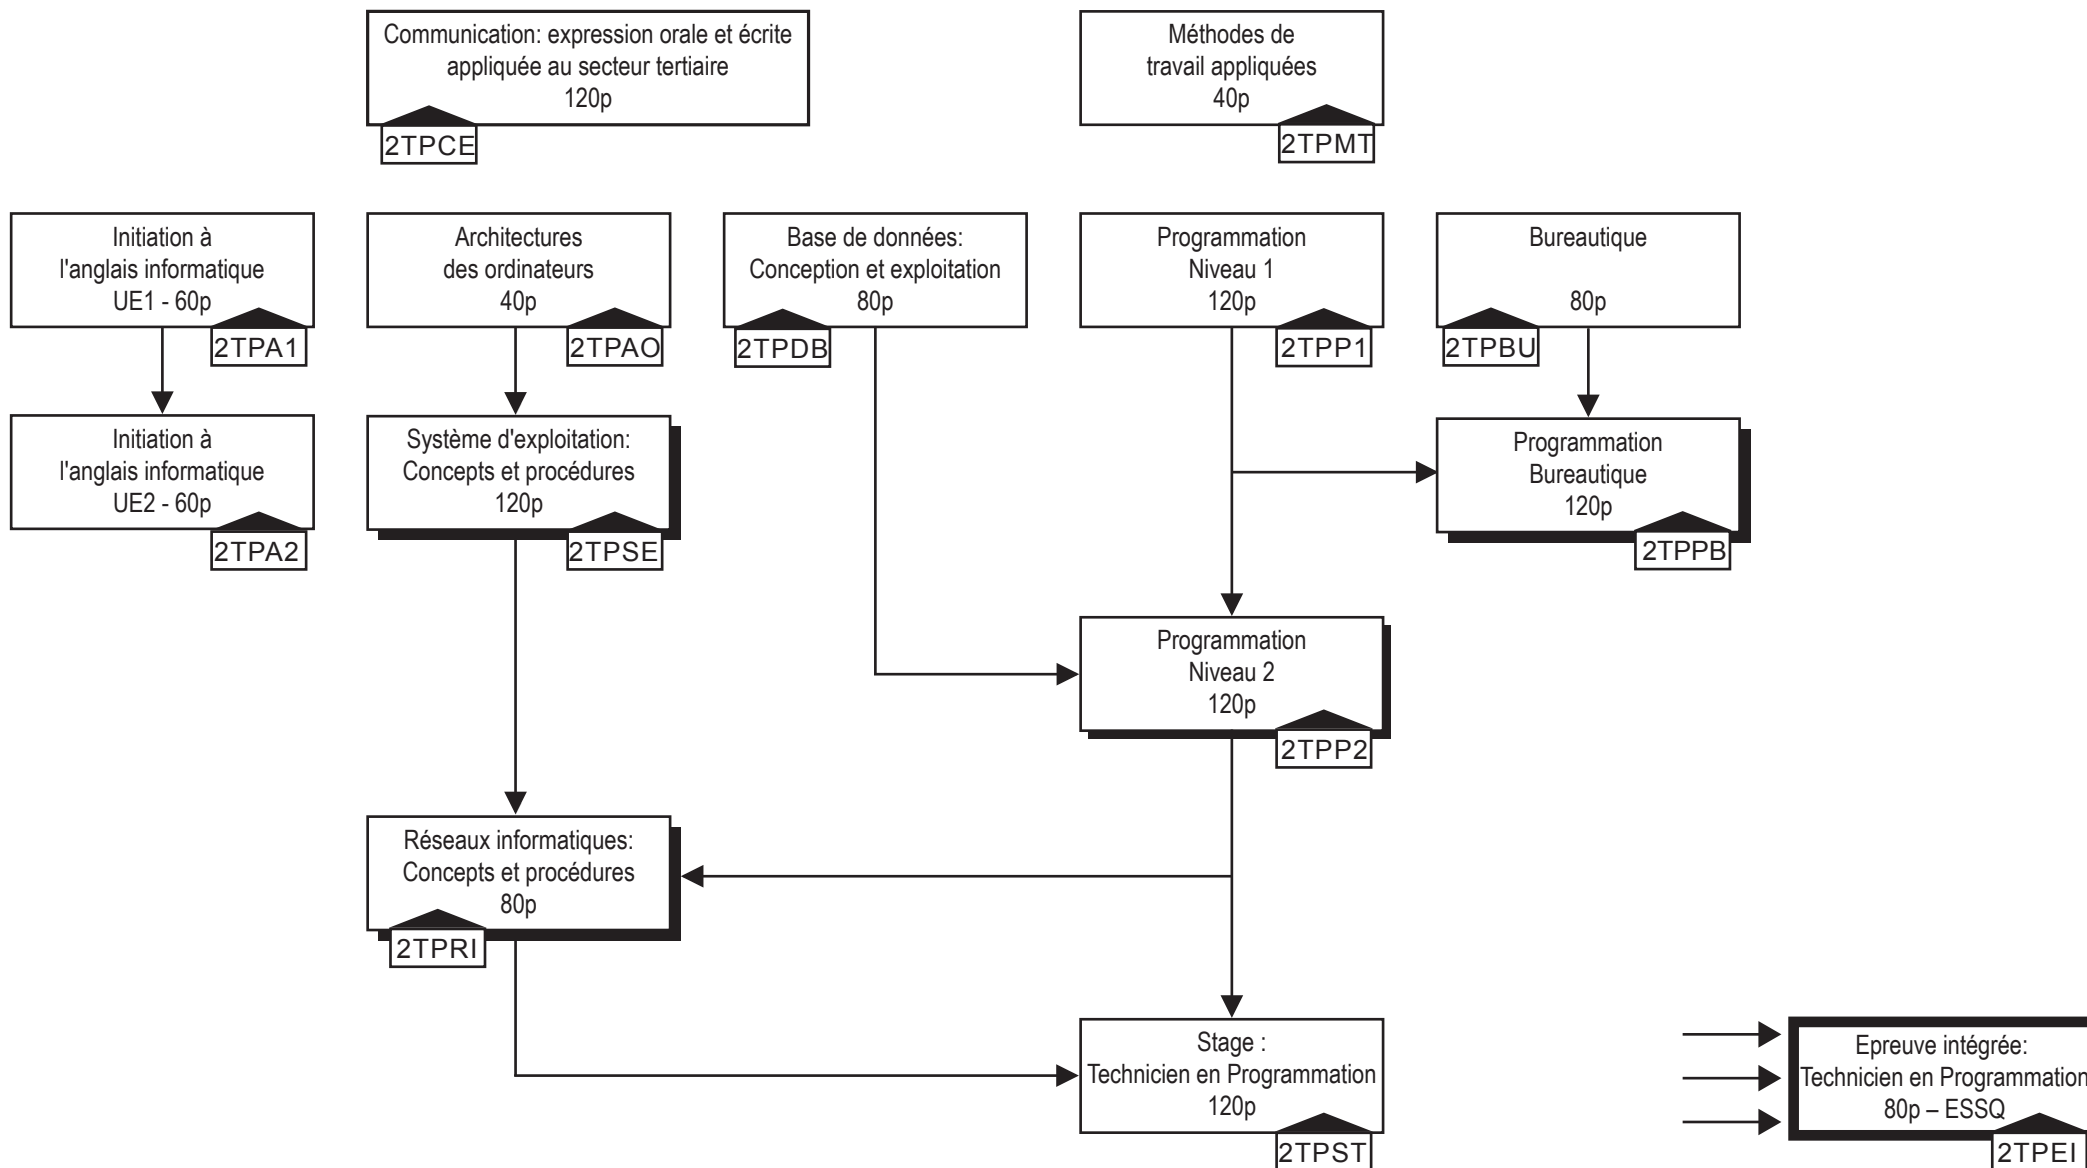 Communication: expression orale et écrite
appliquée au secteur tertiaire
120p
2TPCE
Méthodes de
travail appliquées
40p
2TPMT
Initiation à
l'anglais informatique
UE1 - 60p
2TPA1
Architectures
des ordinateurs
40p
2TPAO
Base de données:
Conception et exploitation
80p
2TPDB
Programmation
Niveau 1
120p
2TPP1
Bureautique
80p
2TPBU
Initiation à
l'anglais informatique
UE2 - 60p
2TPA2
Système d'exploitation:
Concepts et procédures
120p
2TPSE
Programmation
Bureautique
120p
2TPPB
Programmation
Niveau 2
120p
2TPP2
Réseaux informatiques:
Concepts et procédures
80p
2TPRI
Stage :
Technicien en Programmation
120p
2TPST
Epreuve intégrée:
Technicien en Programmation
80p – ESSQ
2TPEI